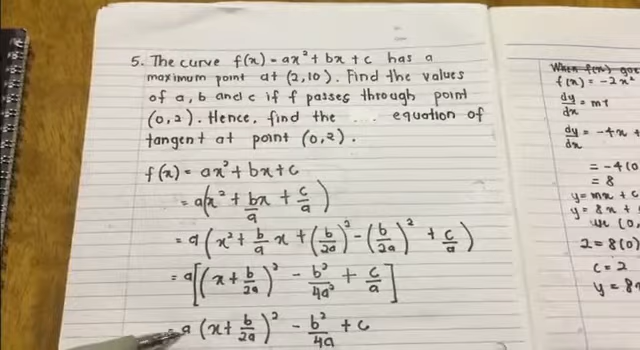 5. The curve f(x) = ax² + bx + c has a
maximum point at (2,10). Find the values
of a, b and c if f passes through point
(0,2). Hence, find the ... equation of
tangent at point (0,2).
f(x) = ax² + bx + c
= a(x² + bx/a + c/a)
= a(x² + b/a x + (b/2a)² - (b/2a)² + c/a)
= a[(x + b/2a)² - b²/4a² + c/a]
= a(x + b/2a)² - b²/4a + c
When f(x)
f(x) = -2x²
dy/dx = m
dy/dx = -4x +
= -4(0
= 8
y = mx + c
y = 8x +
(0,
2 = 8(0)
c = 2
y = 8x